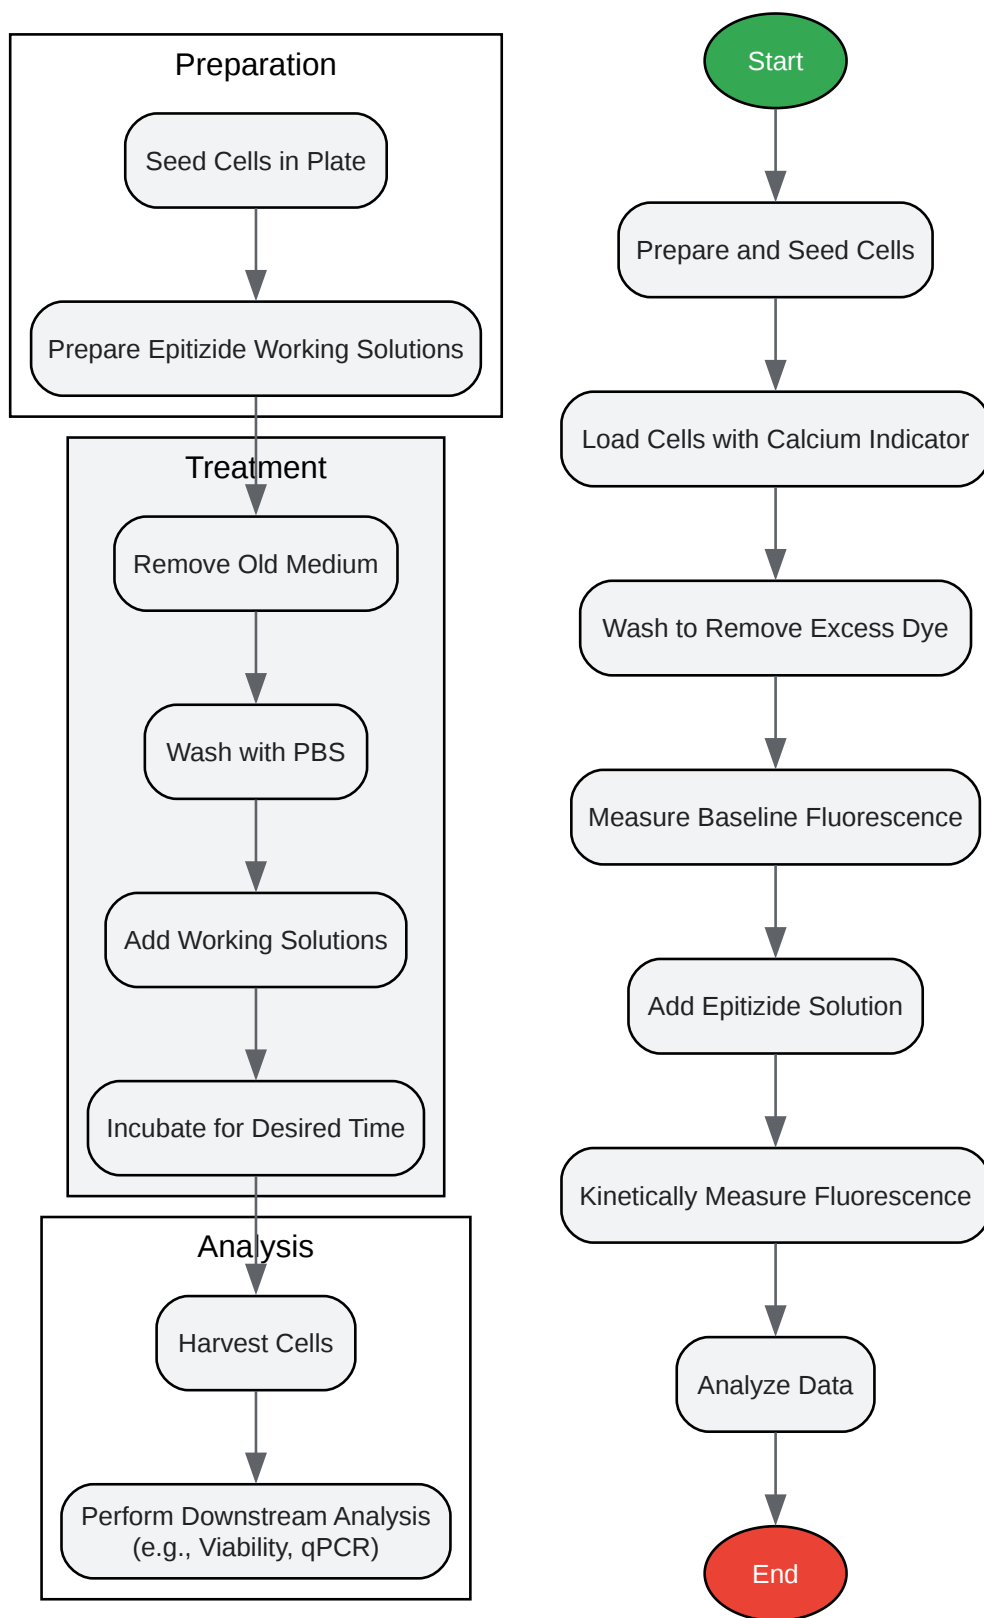 Preparation
Seed Cells in Plate
Prepare Epitizide Working Solutions
Treatment
Remove Old Medium
Wash with PBS
Add Working Solutions
Incubate for Desired Time
Analysis
Harvest Cells
Perform Downstream Analysis
(e.g., Viability, qPCR)
Start
Prepare and Seed Cells
Load Cells with Calcium Indicator
Wash to Remove Excess Dye
Measure Baseline Fluorescence
Add Epitizide Solution
Kinetically Measure Fluorescence
Analyze Data
End